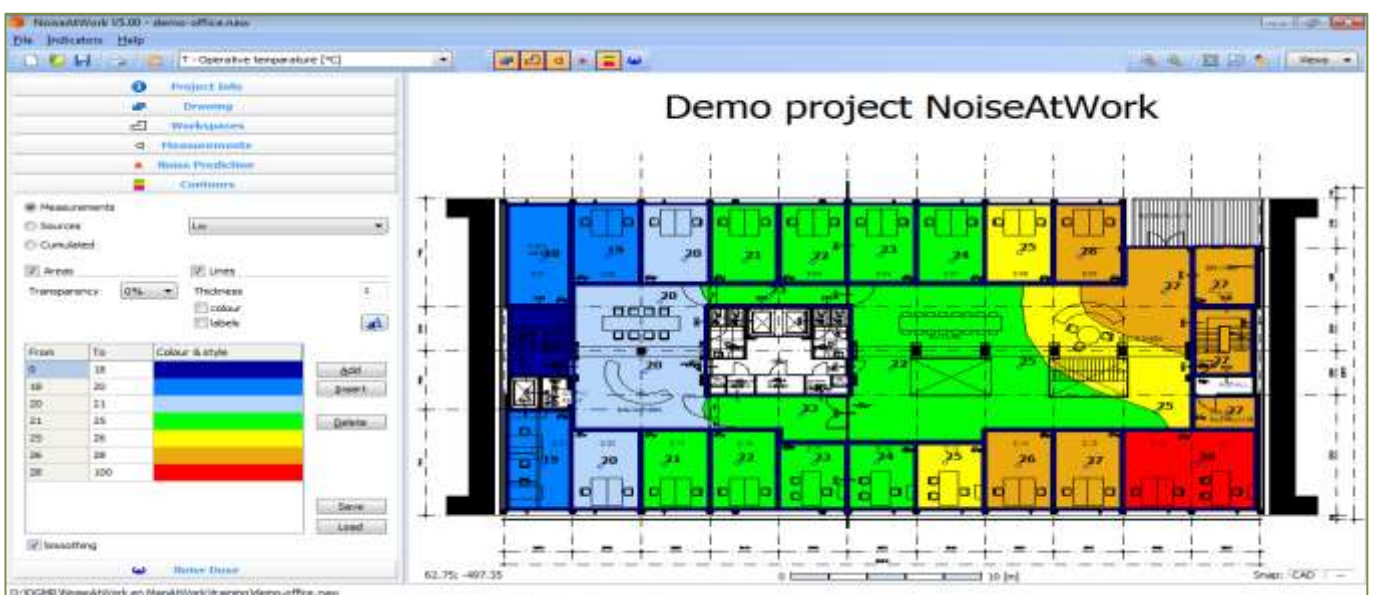 NoiseAtWork V5.00 - demo-office.naw
File Indicators Help
T - Operative temperature [°C]
Views
Project Info
Drawing
Workspaces
Measurements
Noise Prediction
Contours
Measurements
Sources
Cumulated
Areas
Lines
Transparency
0%
Thickness
1
colour
labels
From To Colour & style
0 18
18 20
20 21
21 25
25 26
26 28
28 100
Add
Insert
Delete
Save
Load
Smoothing
Noise Dose
Demo project NoiseAtWork
19 20 21 22 23 24 25 26
27 27
20
20 22 25
27
25 27
23
19 20 21 22 23 24 25 26 27
62.75; -497.35
0
10 [m]
Snap: CAD